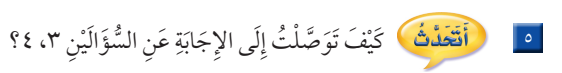 ٥ أَتَحَدَّثُ كَيْفَ تَوَصَّلْتُ إِلَى الإِجَابَةِ عَنِ السُّؤَالَيْنِ ٣، ٤؟